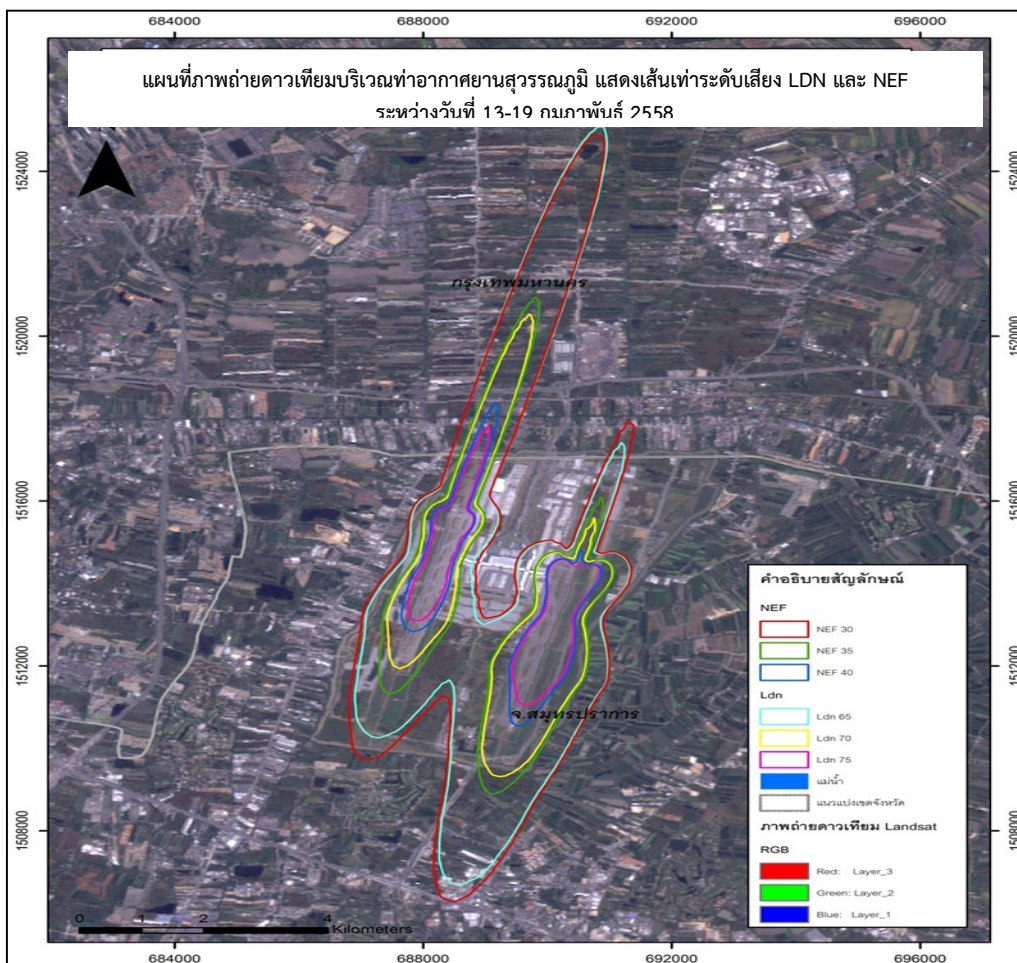 684000 688000 692000 696000
แผนที่ภาพถ่ายดาวเทียมบริเวณท่าอากาศยานสุวรรณภูมิ แสดงเส้นเท่าระดับเสียง LDN และ NEF
ระหว่างวันที่ 13-19 กุมภาพันธ์ 2558
1524000 1524000
กรุงเทพมหานคร
1520000 1520000
1516000 1516000
คำอธิบายสัญลักษณ์
NEF
NEF 30
NEF 35
NEF 40
1512000 1512000
Ldn
จ.สมุทรปราการ
Ldn 65
Ldn 70
Ldn 75
แม่น้ำ
แนวแบ่งเขตจังหวัด
ภาพถ่ายดาวเทียม Landsat
1508000 1508000
RGB
Red: Layer_3
Green: Layer_2
Blue: Layer_1
0 1 2 4
Kilometers
684000 688000 692000 696000